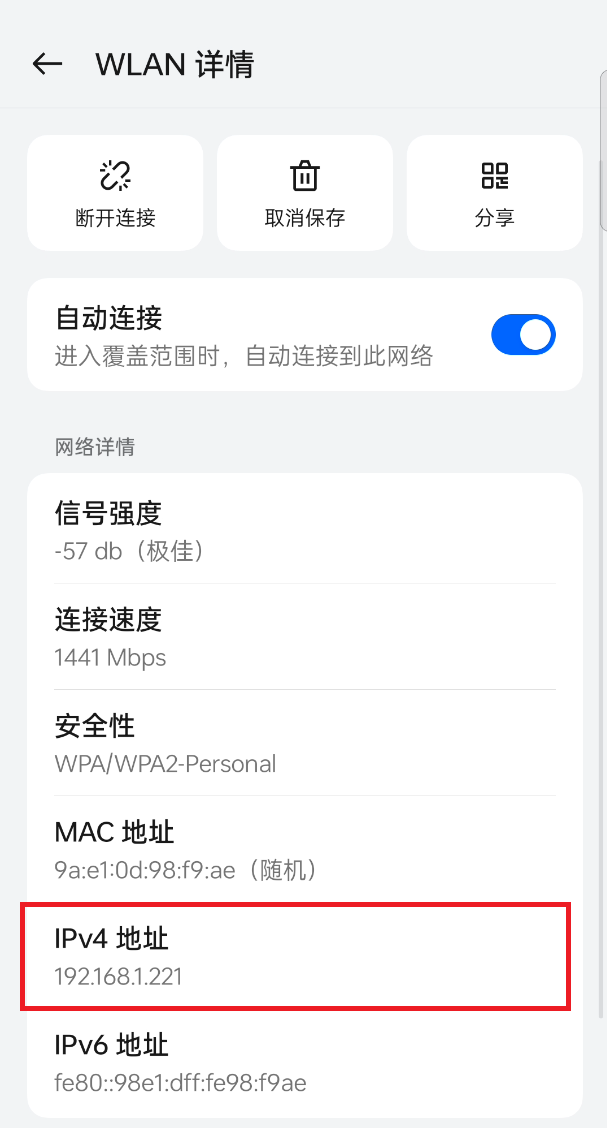 WLAN 详情
断开连接
取消保存
分享
自动连接
进入覆盖范围时，自动连接到此网络
网络详情
信号强度
-57 db（极佳）
连接速度
1441 Mbps
安全性
WPA/WPA2-Personal
MAC 地址
9a:e1:0d:98:f9:ae（随机）
IPv4 地址
192.168.1.221
IPv6 地址
fe80::98e1:dff:fe98:f9ae